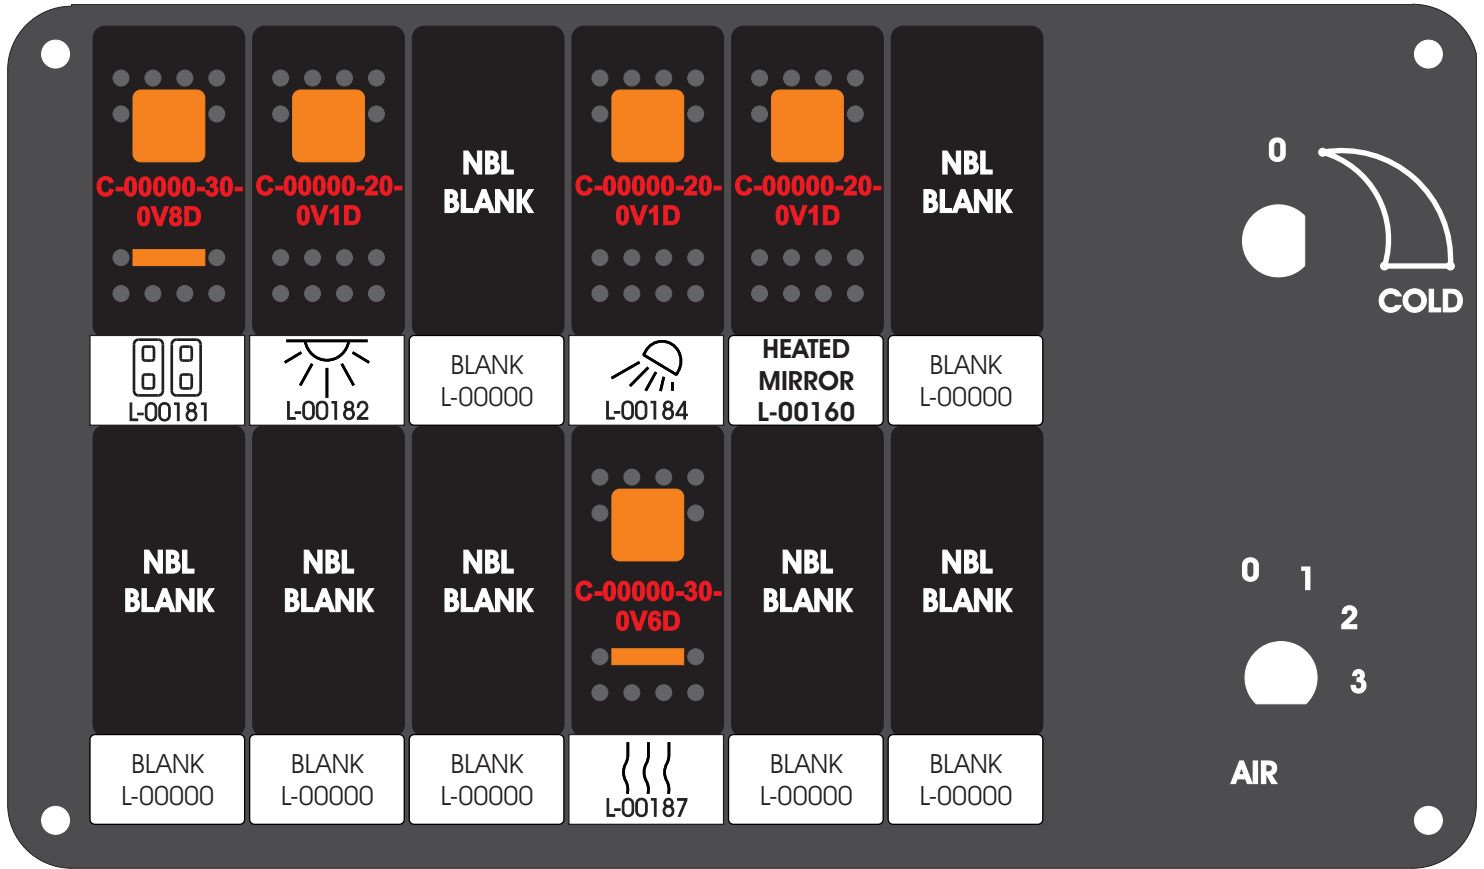 C-00000-30-
0V8D
C-00000-20-
0V1D
NBL
BLANK
C-00000-20-
0V1D
C-00000-20-
0V1D
NBL
BLANK
L-00181
L-00182
BLANK
L-00000
L-00184
HEATED
MIRROR
L-00160
BLANK
L-00000
NBL
BLANK
NBL
BLANK
NBL
BLANK
C-00000-30-
0V6D
NBL
BLANK
NBL
BLANK
BLANK
L-00000
BLANK
L-00000
BLANK
L-00000
L-00187
BLANK
L-00000
BLANK
L-00000
0
COLD
0
1
2
3
AIR